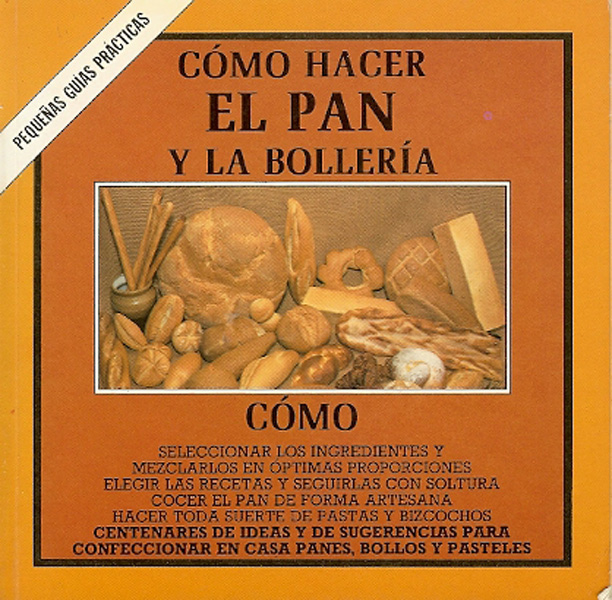 PEQUEÑAS GUÍAS PRÁCTICAS
CÓMO HACER
EL PAN
Y LA BOLLERÍA
CÓMO
SELECCIONAR LOS INGREDIENTES Y
MEZCLARLOS EN ÓPTIMAS PROPORCIONES
ELEGIR LAS RECETAS Y SEGUIRLAS CON SOLTURA
COCER EL PAN DE FORMA ARTESANA
HACER TODA SUERTE DE PASTAS Y BIZCOCHOS
CENTENARES DE IDEAS Y DE SUGERENCIAS PARA
CONFECCIONAR EN CASA PANES, BOLLOS Y PASTELES